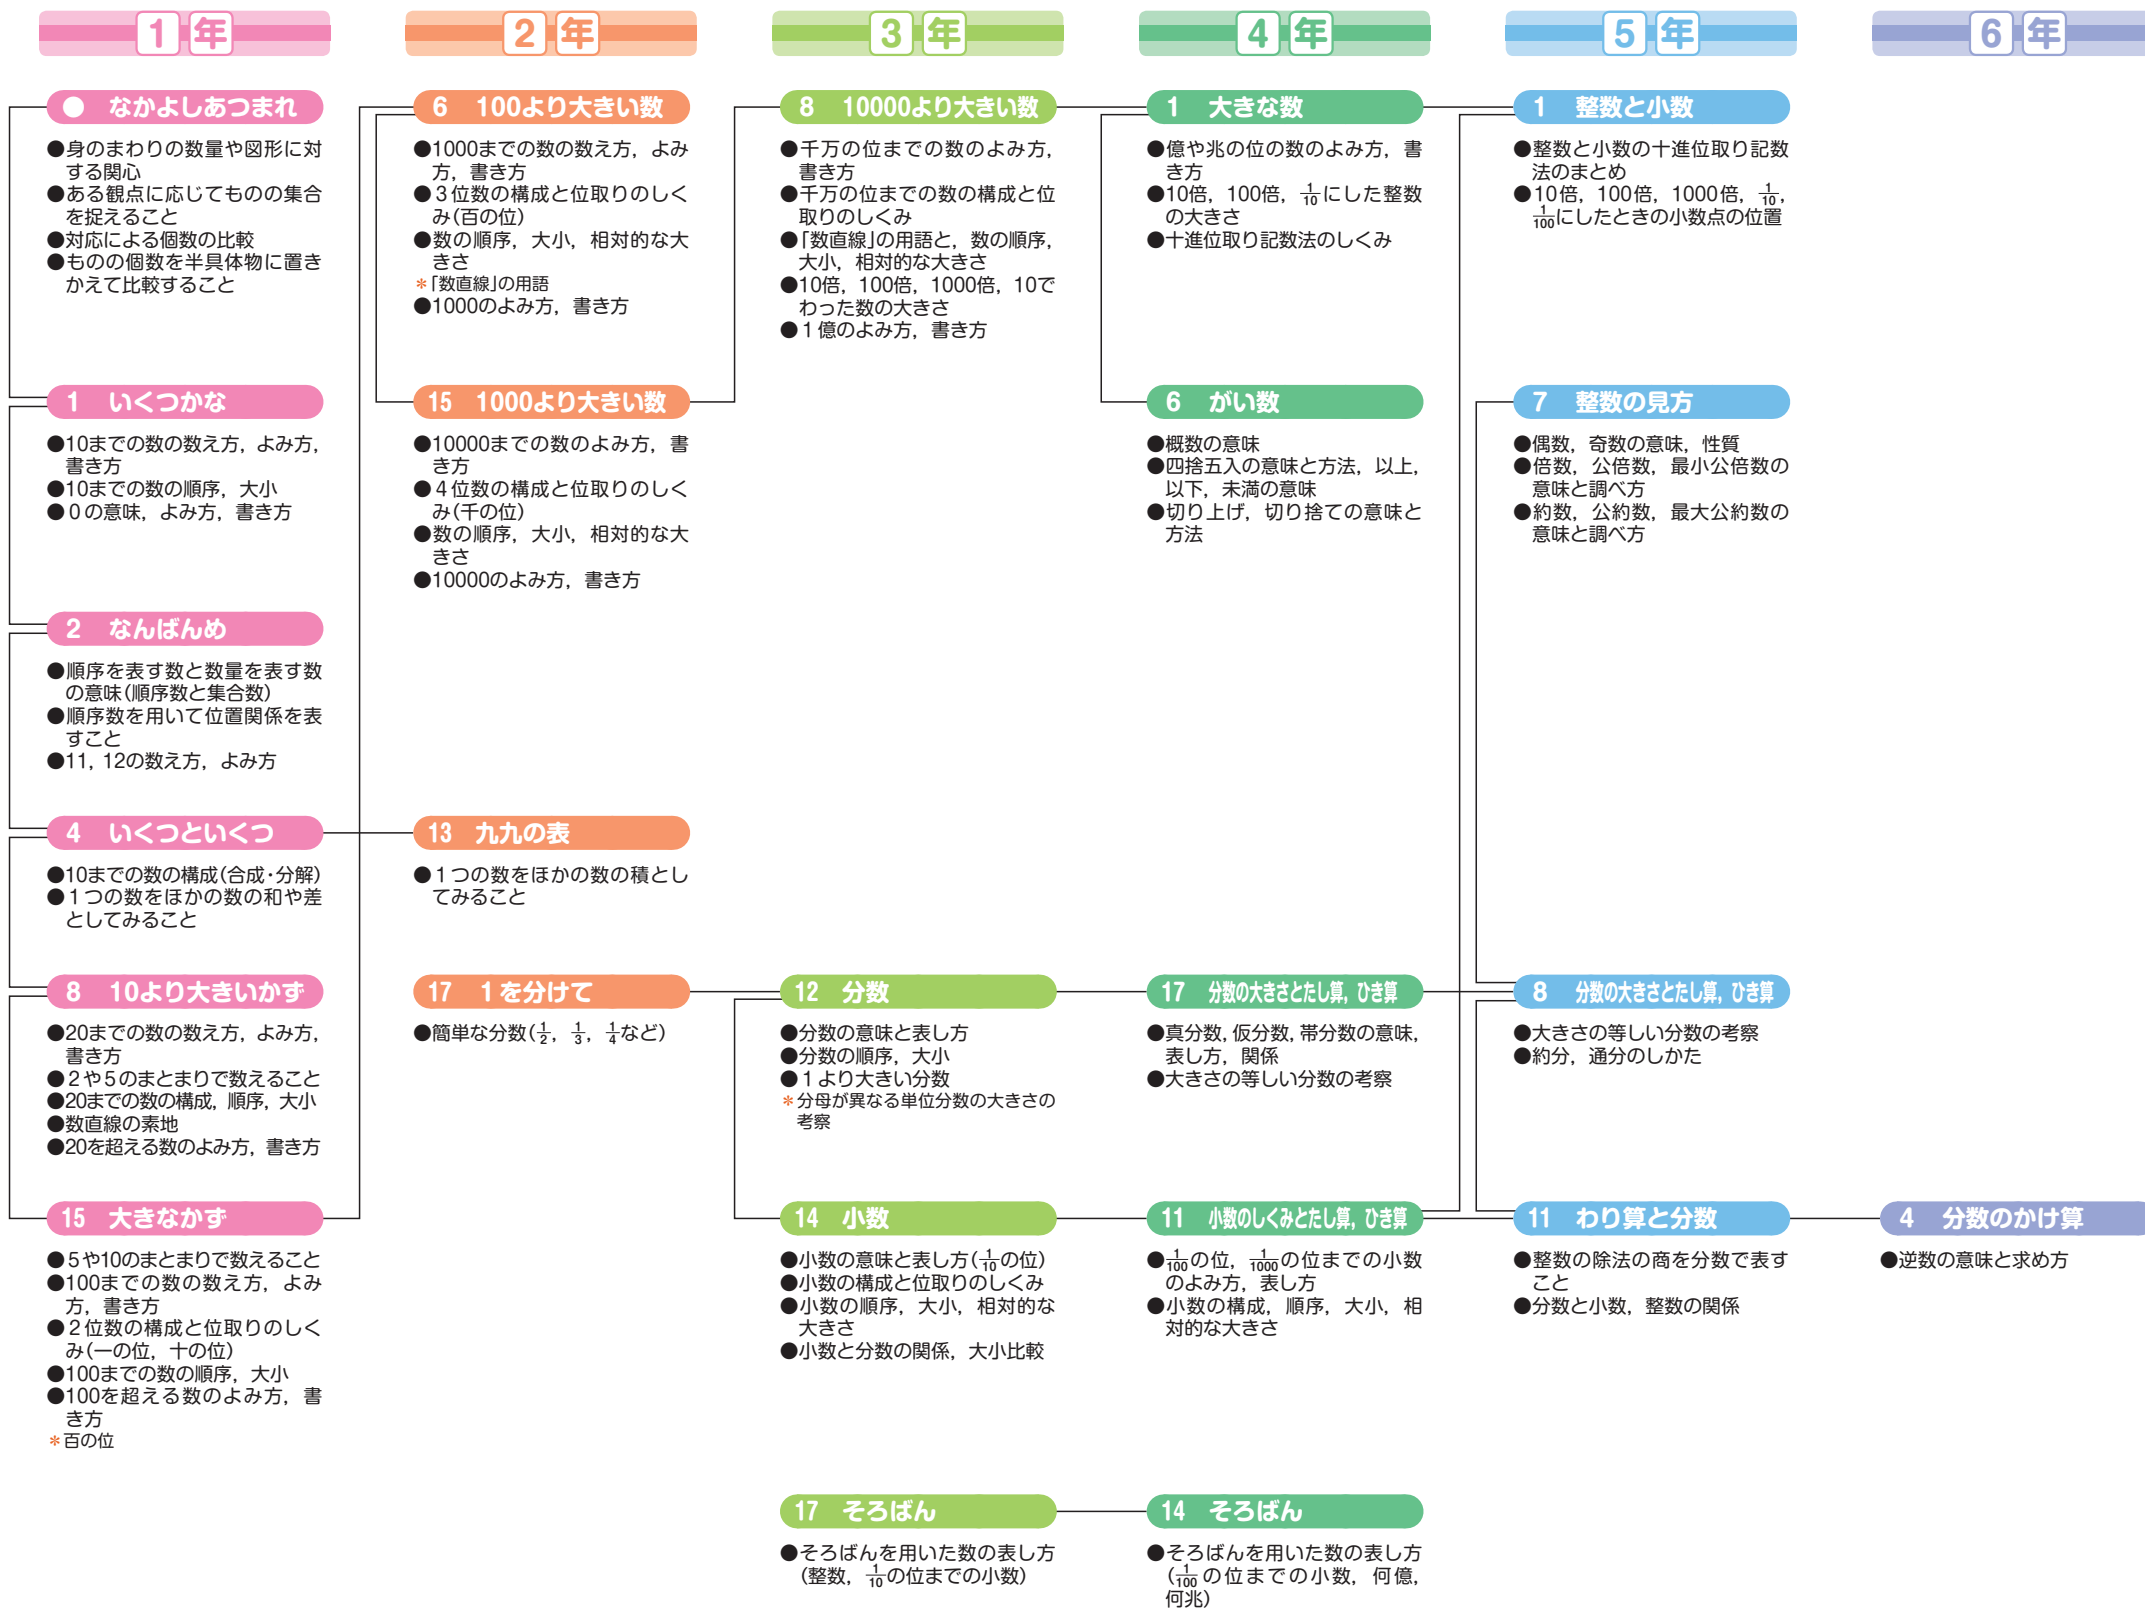 1年
2年
3年
4年
5年
6年
● なかよしあつまれ
●身のまわりの数量や図形に対
する関心
●ある観点に応じてものの集合
を捉えること
●対応による個数の比較
●ものの個数を半具体物に置き
かえて比較すること
1 いくつかな
●10までの数の数え方，よみ方，
書き方
●10までの数の順序，大小
●0の意味，よみ方，書き方
2 なんばんめ
●順序を表す数と数量を表す数
の意味(順序数と集合数)
●順序数を用いて位置関係を表
すこと
●11，12の数え方，よみ方
4 いくつといくつ
●10までの数の構成(合成・分解)
●1つの数をほかの数の和や差
としてみること
8 10より大きいかず
●20までの数の数え方，よみ方，
書き方
●2や5のまとまりで数えること
●20までの数の構成，順序，大小
●数直線の素地
●20を超える数のよみ方，書き方
15 大きなかず
●5や10のまとまりで数えること
●100までの数の数え方，よみ
方，書き方
●2位数の構成と位取りのしく
み(一の位，十の位)
●100までの数の順序，大小
●100を超える数のよみ方，書
き方
＊百の位
6 100より大きい数
●1000までの数の数え方，よみ
方，書き方
●3位数の構成と位取りのしく
み(百の位)
●数の順序，大小，相対的な大
きさ
＊「数直線」の用語
●1000のよみ方，書き方
15 1000より大きい数
●10000までの数のよみ方，書
き方
●4位数の構成と位取りのしく
み(千の位)
●数の順序，大小，相対的な大
きさ
●10000のよみ方，書き方
13 九九の表
●1つの数をほかの数の積とし
てみること
17 1を分けて
●簡単な分数(1/2，1/3，1/4など)
8 10000より大きい数
●千万の位までの数のよみ方，
書き方
●千万の位までの数の構成と位
取りのしくみ
●「数直線」の用語と，数の順序，
大小，相対的な大きさ
●10倍，100倍，1000倍，10で
わった数の大きさ
●1億のよみ方，書き方
12 分数
●分数の意味と表し方
●分数の順序，大小
●1より大きい分数
＊分母が異なる単位分数の大きさの
考察
14 小数
●小数の意味と表し方(1/10の位)
●小数の構成と位取りのしくみ
●小数の順序，大小，相対的な
大きさ
●小数と分数の関係，大小比較
17 そろばん
●そろばんを用いた数の表し方
(整数，1/10の位までの小数)
1 大きな数
●億や兆の位の数のよみ方，書
き方
●10倍，100倍，1/10にした整数
の大きさ
●十進位取り記数法のしくみ
6 がい数
●概数の意味
●四捨五入の意味と方法，以上，
以下，未満の意味
●切り上げ，切り捨ての意味と
方法
17 分数の大きさとたし算，ひき算
●真分数，仮分数，帯分数の意味，
表し方，関係
●大きさの等しい分数の考察
11 小数のしくみとたし算，ひき算
●1/100の位，1/1000の位までの小数
のよみ方，表し方
●小数の構成，順序，大小，相
対的な大きさ
14 そろばん
●そろばんを用いた数の表し方
(1/100の位までの小数，何億，
何兆)
1 整数と小数
●整数と小数の十進位取り記数
法のまとめ
●10倍，100倍，1000倍，1/10，
1/100にしたときの小数点の位置
7 整数の見方
●偶数，奇数の意味，性質
●倍数，公倍数，最小公倍数の
意味と調べ方
●約数，公約数，最大公約数の
意味と調べ方
8 分数の大きさとたし算，ひき算
●大きさの等しい分数の考察
●約分，通分のしかた
11 わり算と分数
●整数の除法の商を分数で表す
こと
●分数と小数，整数の関係
4 分数のかけ算
●逆数の意味と求め方